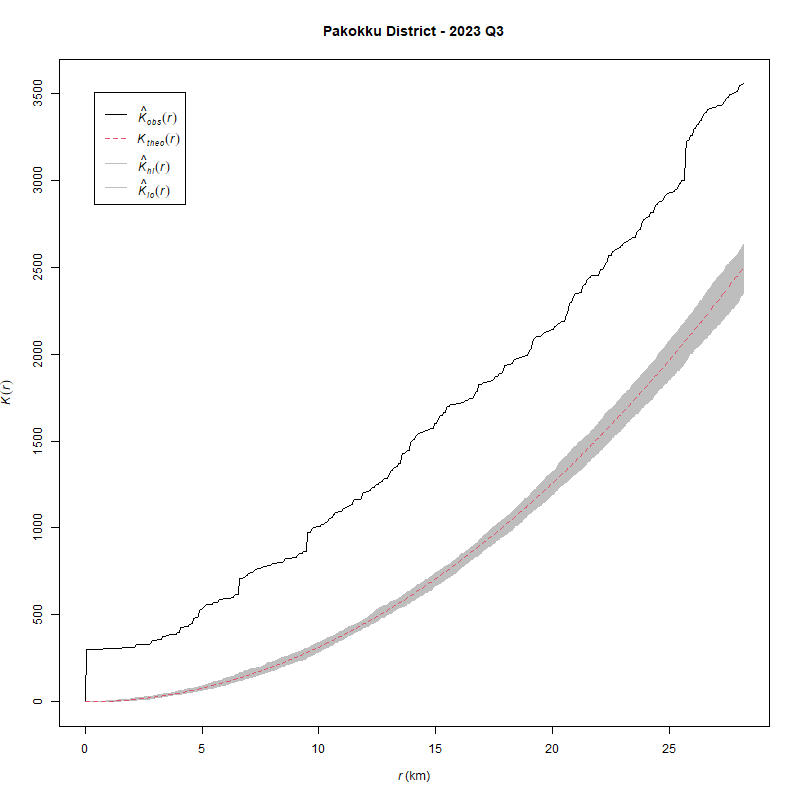 Pakokku District - 2023 Q3
K̂obs(r)
Ktheo(r)
K̂hi(r)
K̂lo(r)
K(r)
3500
3000
2500
2000
1500
1000
500
0
0 5 10 15 20 25
r (km)